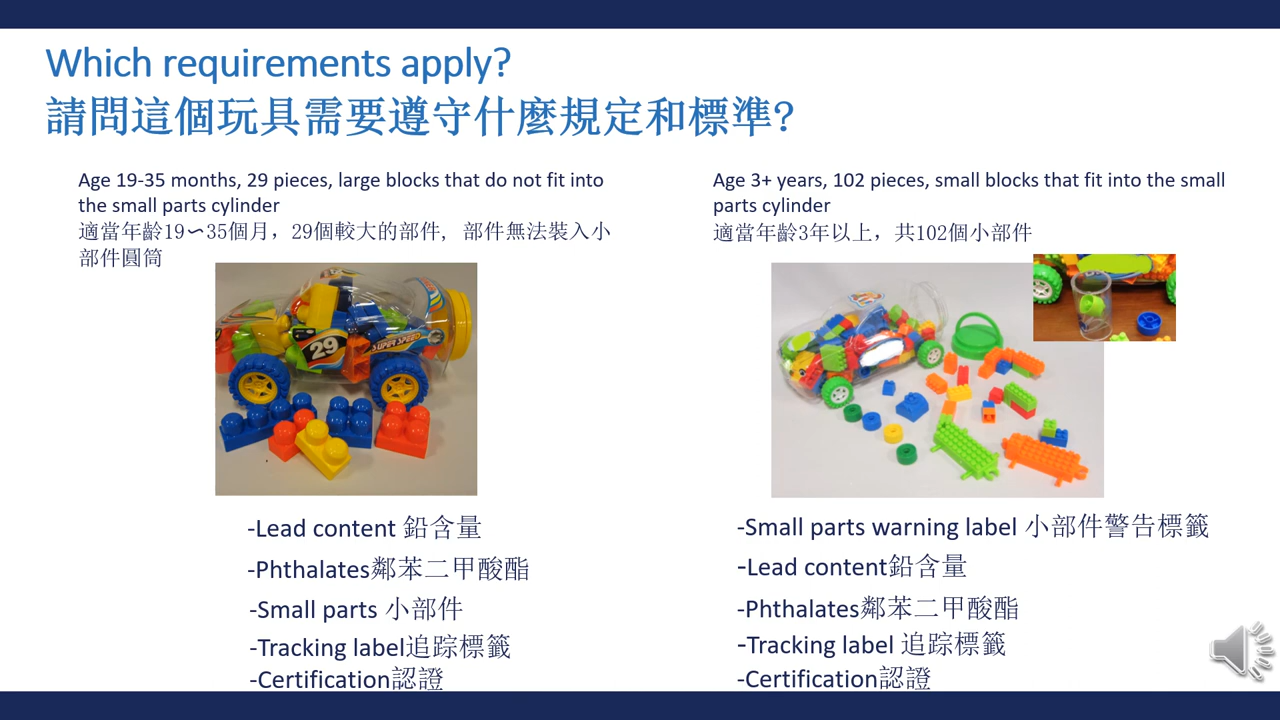 Which requirements apply?
請問這個玩具需要遵守什麼規定和標準?
Age 19-35 months, 29 pieces, large blocks that do not fit into
the small parts cylinder
適當年齡19～35個月，29個較大的部件， 部件無法裝入小
部件圓筒
29
SUPER SPEED
-Lead content 鉛含量
-Phthalates鄰苯二甲酸酯
-Small parts 小部件
-Tracking label追踪標籤
-Certification認證
Age 3+ years, 102 pieces, small blocks that fit into the small
parts cylinder
適當年齡3年以上，共102個小部件
-Small parts warning label 小部件警告標籤
-Lead content鉛含量
-Phthalates鄰苯二甲酸酯
-Tracking label 追踪標籤
-Certification認證